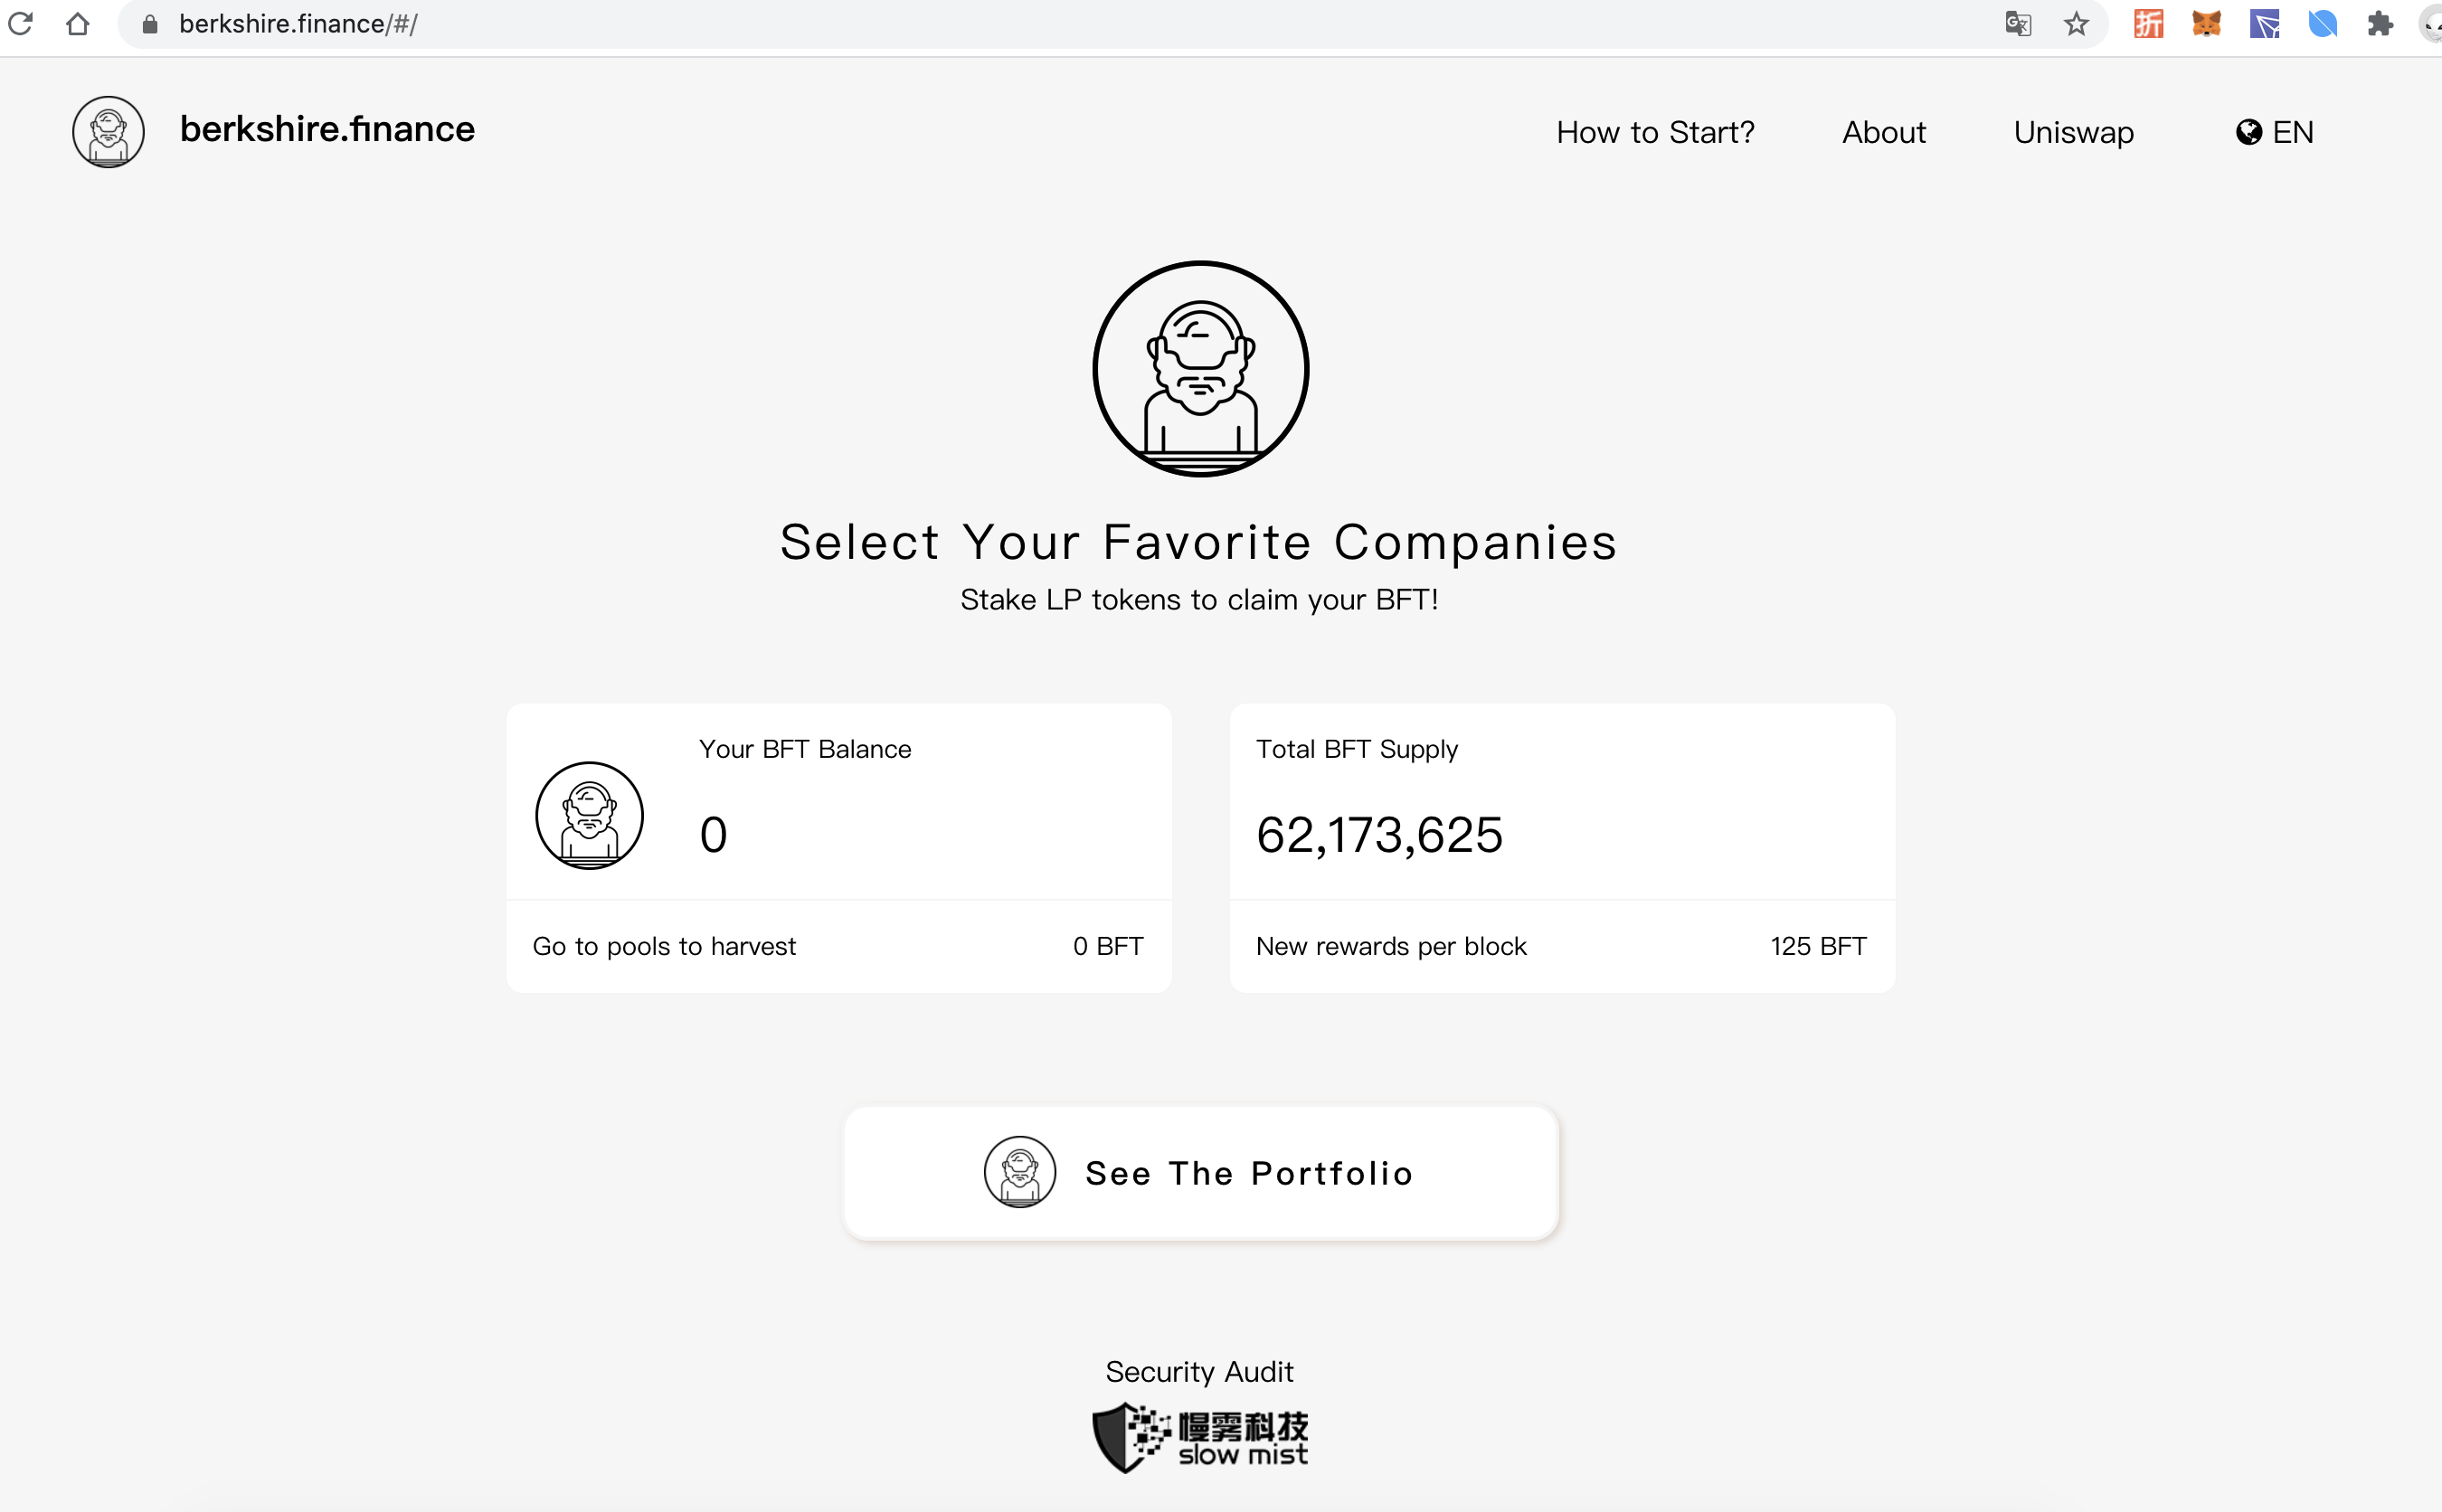 berkshire.finance/#/
折
berkshire.finance
How to Start?
About
Uniswap
EN
Select Your Favorite Companies
Stake LP tokens to claim your BFT!
Your BFT Balance
0
Go to pools to harvest
0 BFT
Total BFT Supply
62,173,625
New rewards per block
125 BFT
See The Portfolio
Security Audit
慢雾科技
slow mist